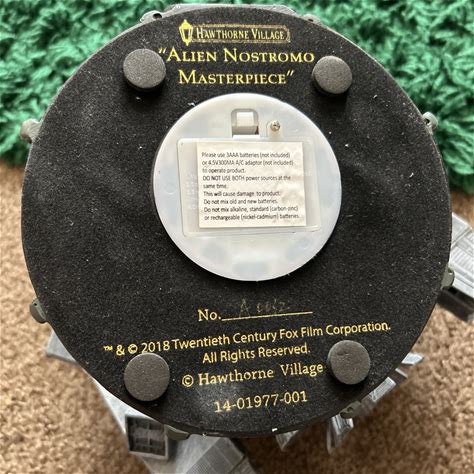 HAWTHORNE VILLAGE
"ALIEN NOSTROMO
MASTERPIECE"
Please use 3AAA batteries (not included)
or 4.5V300MA A/C adaptor (not included)
to operate product.
DO NOT USE BOTH power sources at the
same time.
This will cause damage to product.
Do not mix old and new batteries.
Do not mix alkaline, standard (carbon-zinc)
or rechargeable (nickel-cadmium) batteries.
No.
™ & © 2018 Twentieth Century Fox Film Corporation.
All Rights Reserved.
© Hawthorne Village
14-01977-001